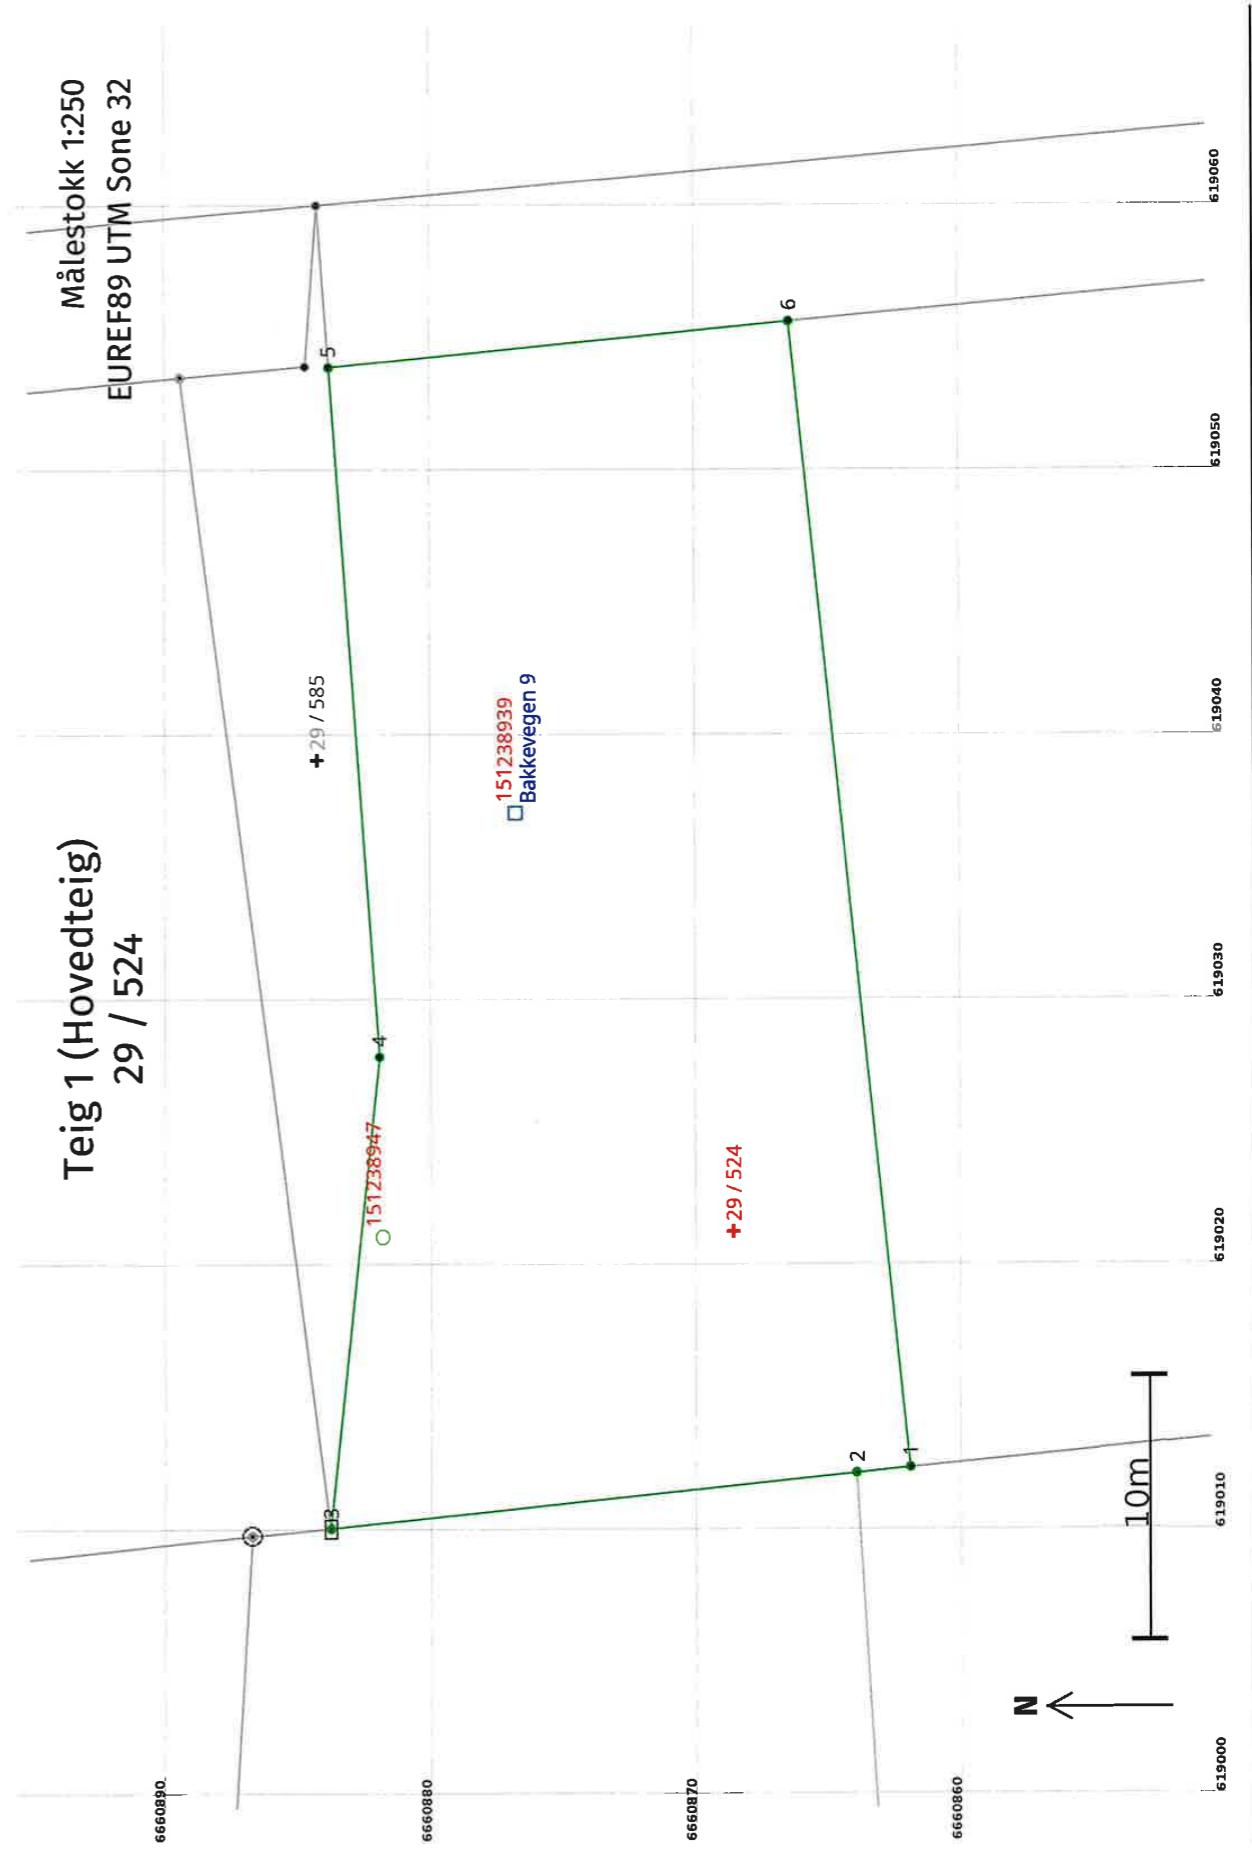 Målestokk 1:250
EUREF89 UTM Sone 32
Teig 1 (Hovedteig)
29 / 524
5
6
29 / 585
151238939
Bakkevegen 9
4
151238947
29 / 524
3
2
1
10m
N
6660890
6660880
6660870
6660860
619000
619010
619020
619030
619040
619050
619060